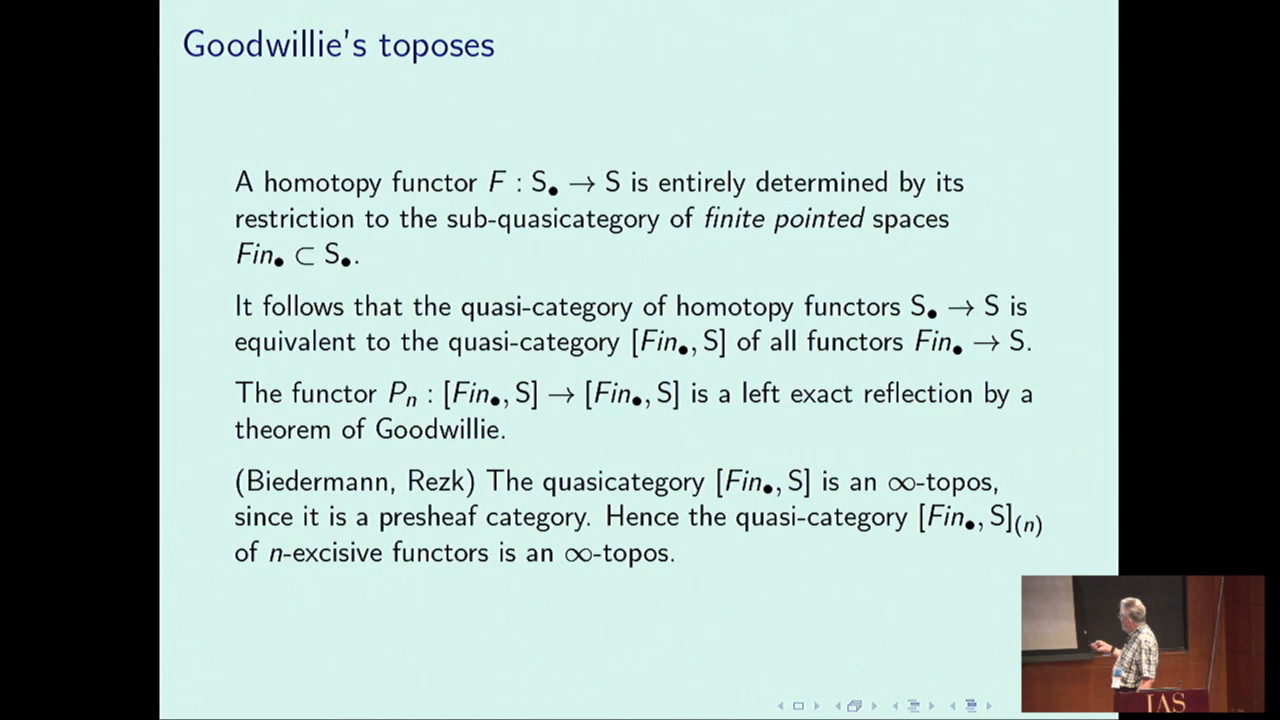 Goodwillie's toposes
A homotopy functor F : S• → S is entirely determined by its
restriction to the sub-quasicategory of finite pointed spaces
Fin• ⊂ S•.
It follows that the quasi-category of homotopy functors S• → S is
equivalent to the quasi-category [Fin•, S] of all functors Fin• → S.
The functor Pₙ : [Fin•, S] → [Fin•, S] is a left exact reflection by a
theorem of Goodwillie.
(Biedermann, Rezk) The quasicategory [Fin•, S] is an ∞-topos,
since it is a presheaf category. Hence the quasi-category [Fin•, S]₍ₙ₎
of n-excisive functors is an ∞-topos.
IAS